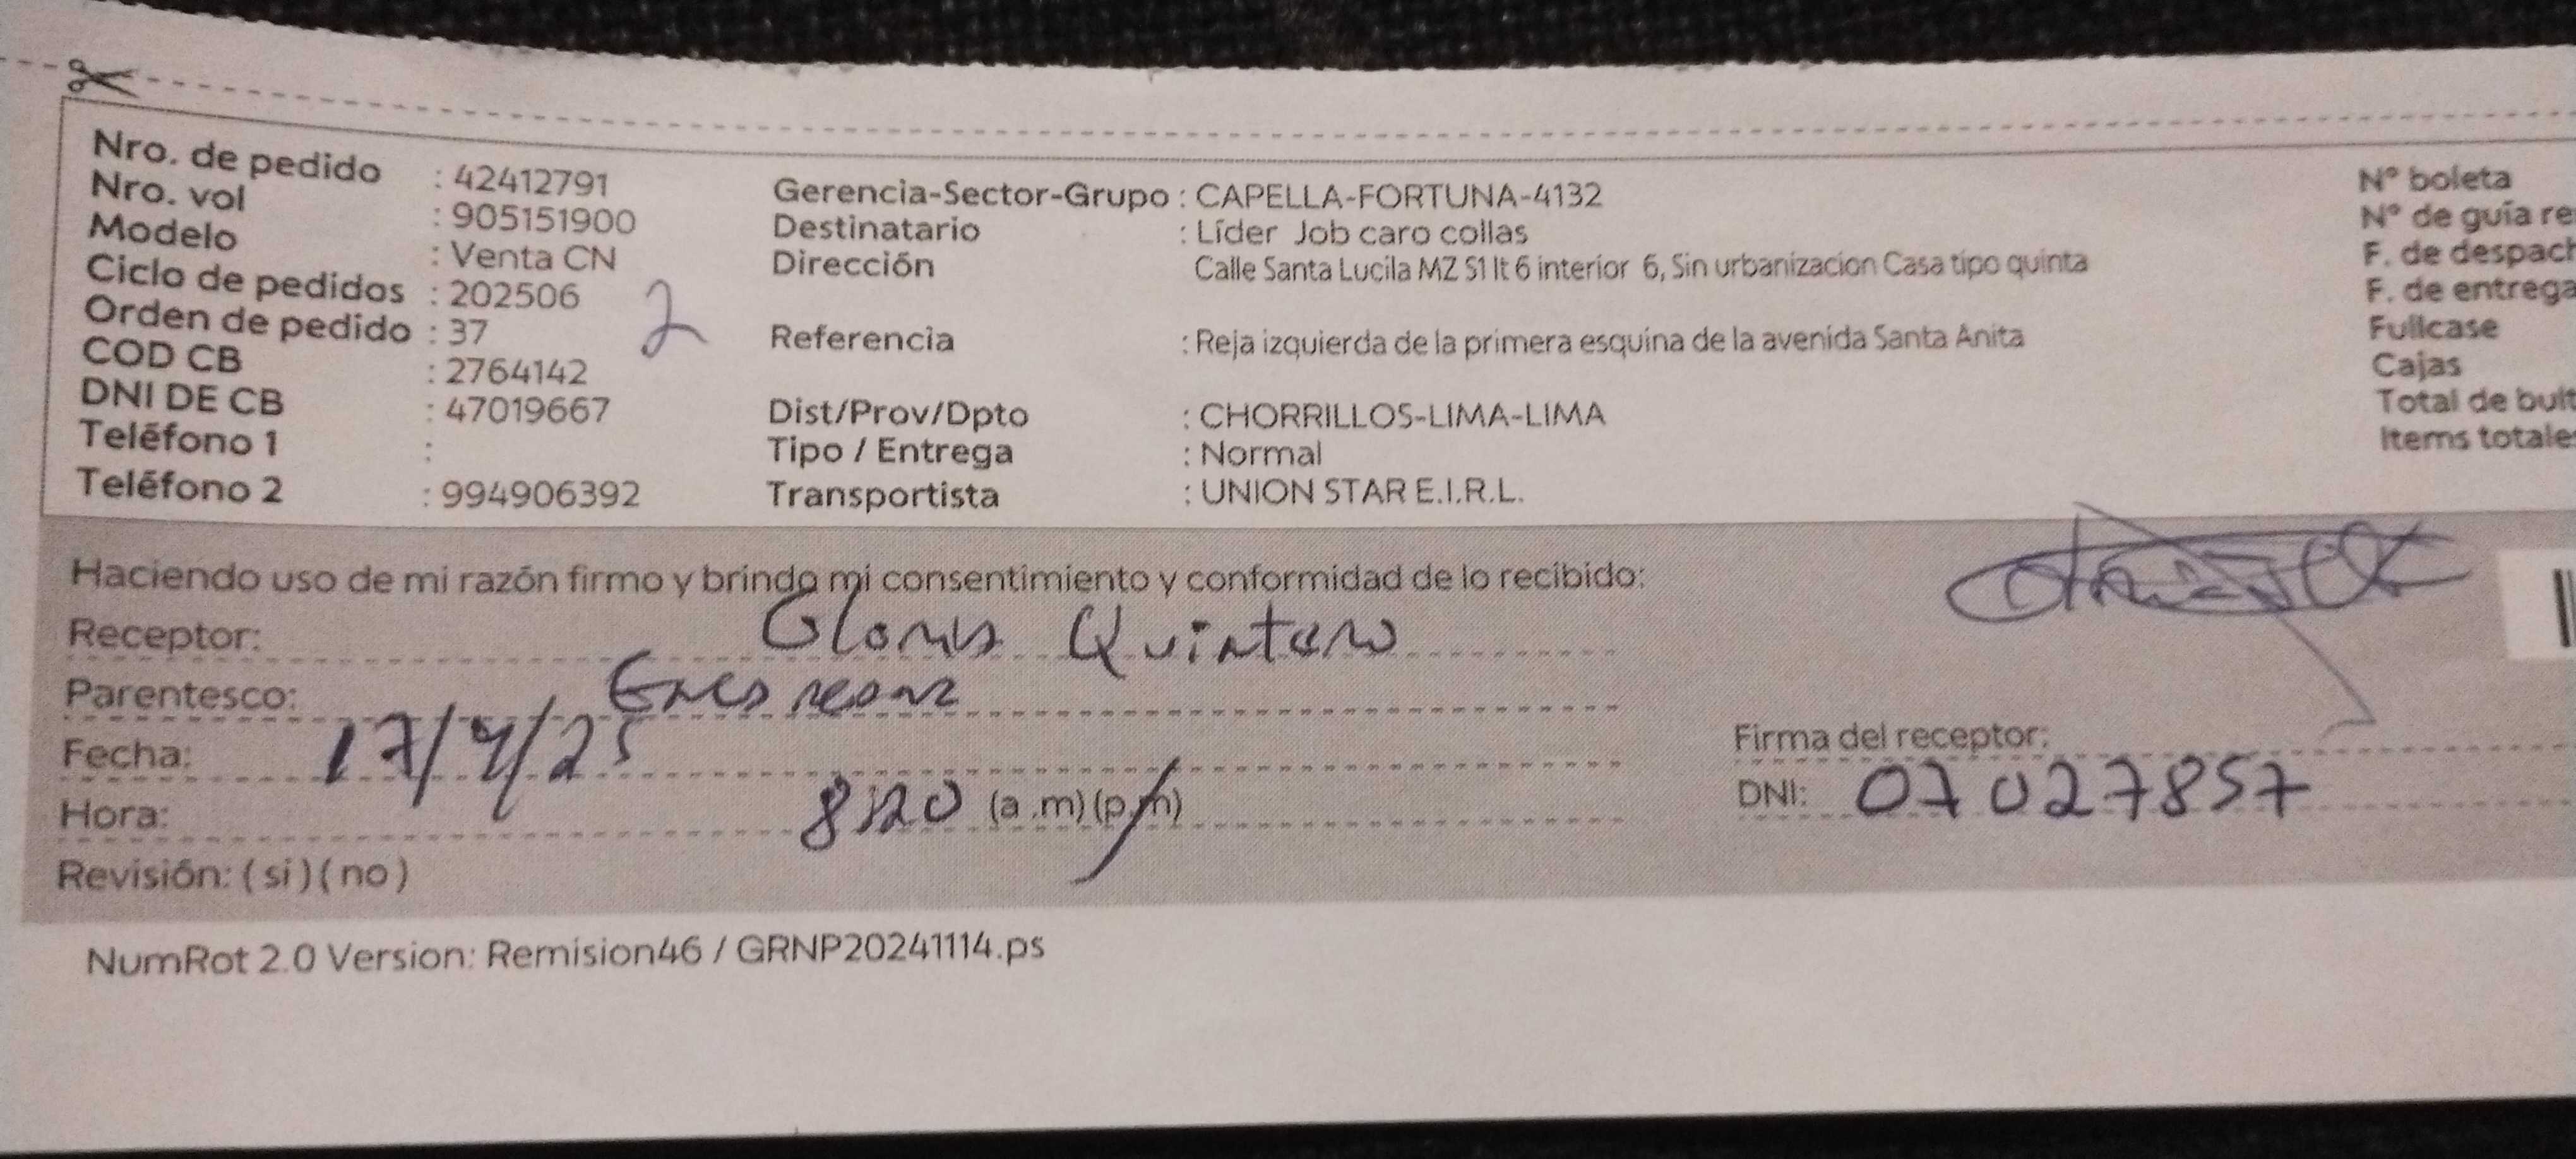 Nro. de pedido : 42412791
Nro. vol : 905151900
Modelo : Venta CN
Ciclo de pedidos : 202506
Orden de pedido : 37
2
COD CB : 2764142
DNI DE CB : 47019667
Teléfono 1 :
Teléfono 2 : 994906392
Gerencia-Sector-Grupo : CAPELLA-FORTUNA-4132
Destinatario : Líder Job caro collas
Dirección Calle Santa Lucila MZ S1 lt 6 interior 6, Sin urbanizacion Casa tipo quinta
Referencia : Reja izquierda de la primera esquina de la avenida Santa Anita
Dist/Prov/Dpto : CHORRILLOS-LIMA-LIMA
Tipo / Entrega : Normal
Transportista : UNION STAR E.I.R.L.
N° boleta
N° de guía re
F. de despach
F. de entrega
Fullcase
Cajas
Total de bult
Items totales
Haciendo uso de mi razón firmo y brindo mi consentimiento y conformidad de lo recibido:
Receptor: Quintero
Parentesco:
Fecha: 17/4/25
Hora: 8:20 (a .m) (p.m)
Revisión: ( si ) ( no )
Firma del receptor:
DNI: 07027857
NumRot 2.0 Version: Remision46 / GRNP20241114.ps